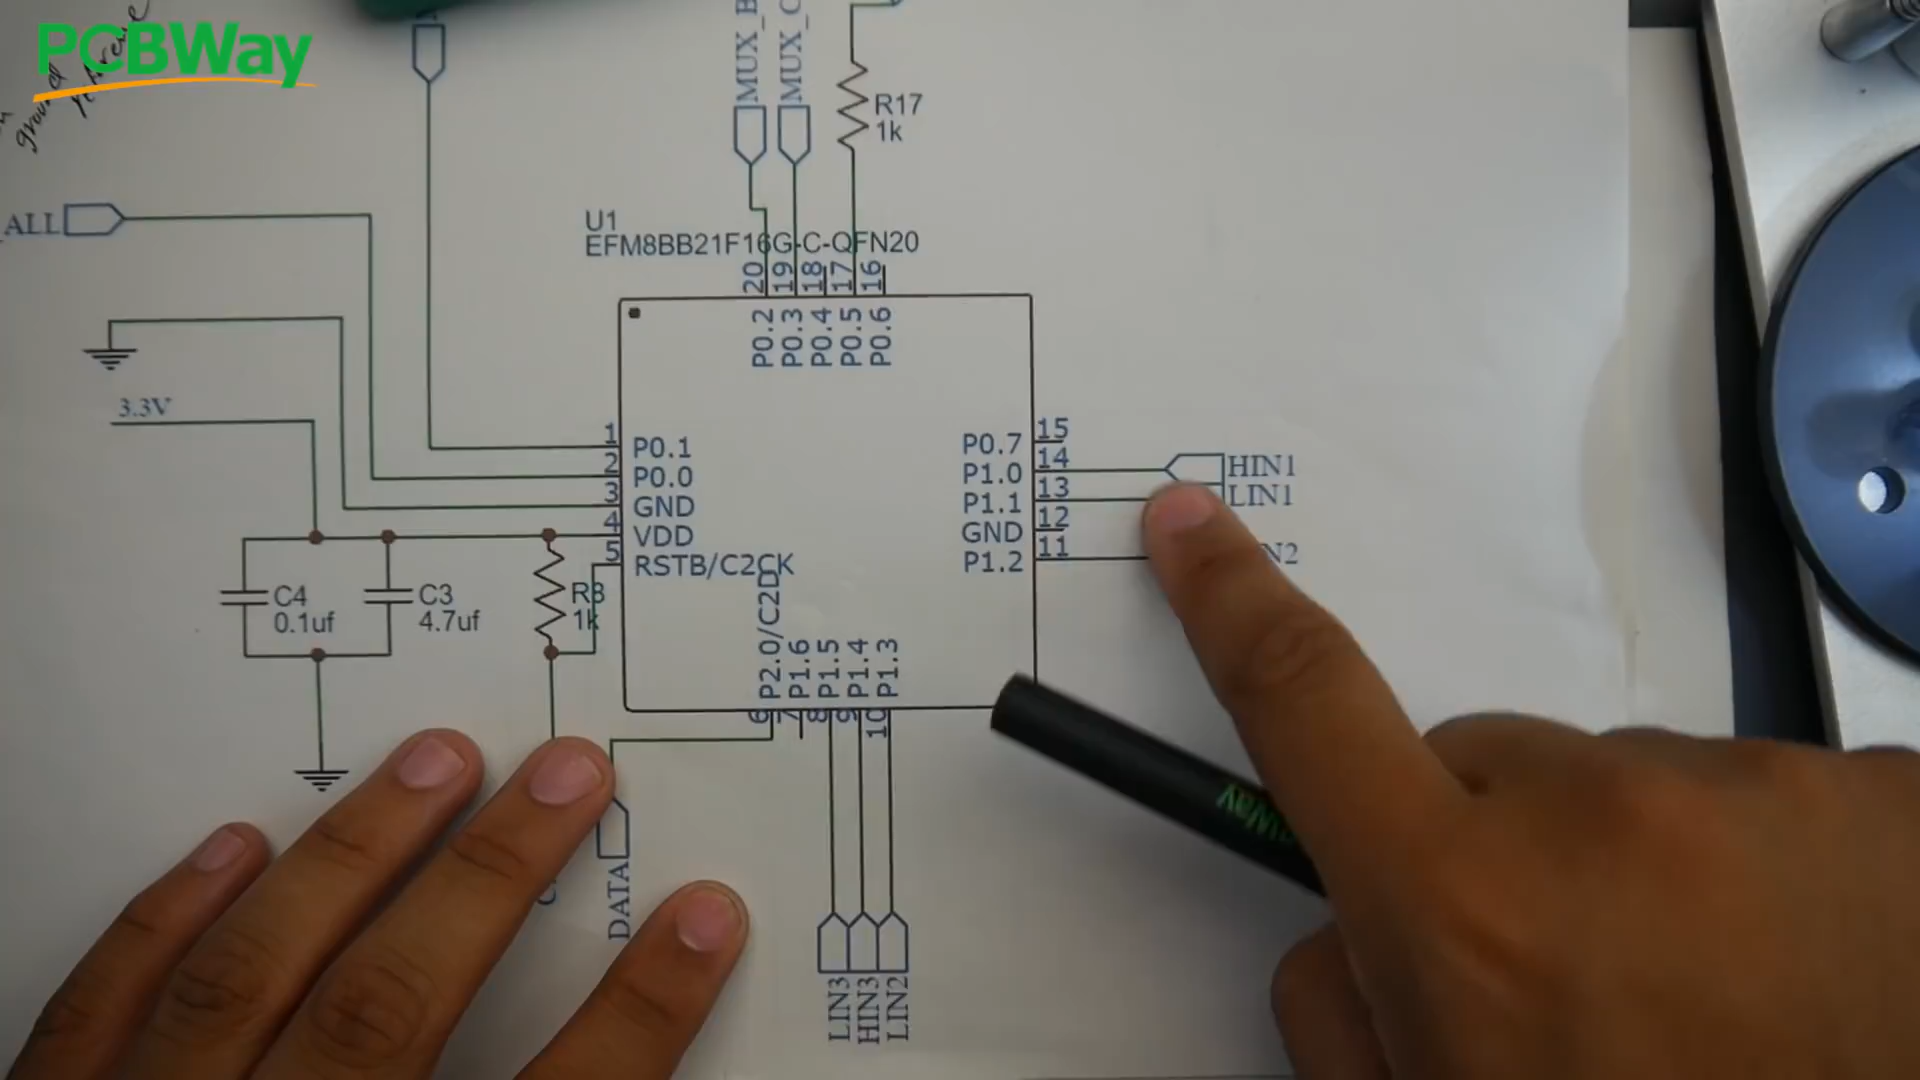 PCBWay
ground
MUX_B
MUX_C
R17
1k
ALL
U1
EFM8BB21F16G-C-QFN20
20
19
18
17
16
P0.2
P0.3
P0.4
P0.5
P0.6
3.3V
1
P0.1
2
P0.0
3
GND
4
VDD
5
RSTB/C2CK
P0.7
15
P1.0
14
HIN1
P1.1
13
LIN1
GND
12
P1.2
11
N2
C4
0.1uf
C3
4.7uf
R3
1k
P2.0/C2D
P1.6
P1.5
P1.4
P1.3
6
7
8
9
10
DATA
LIN3
HIN3
LIN2
PCBWay